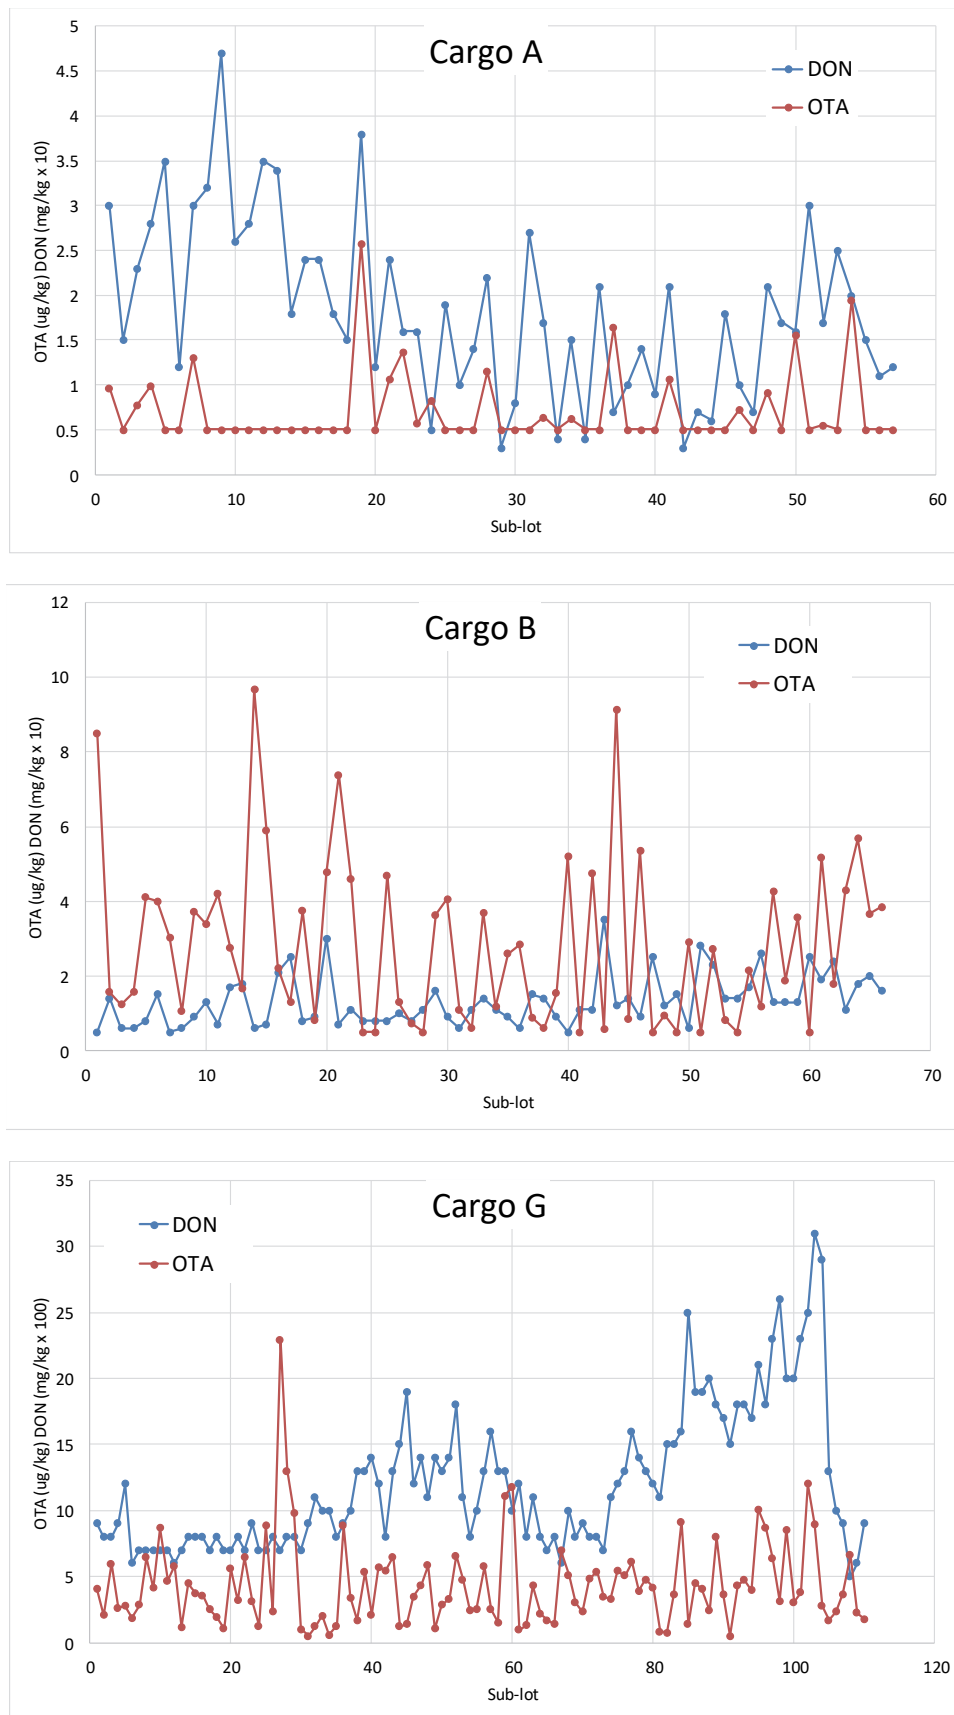 Cargo A
DON
OTA
OTA (ug/kg) DON (mg/kg x 10)
5
4.5
4
3.5
3
2.5
2
1.5
1
0.5
0
0 10 20 30 40 50 60
Sub-lot
Cargo B
DON
OTA
OTA (ug/kg) DON (mg/kg x 10)
12
10
8
6
4
2
0
0 10 20 30 40 50 60 70
Sub-lot
Cargo G
DON
OTA
OTA (ug/kg) DON (mg/kg x 100)
35
30
25
20
15
10
5
0
0 20 40 60 80 100 120
Sub-lot